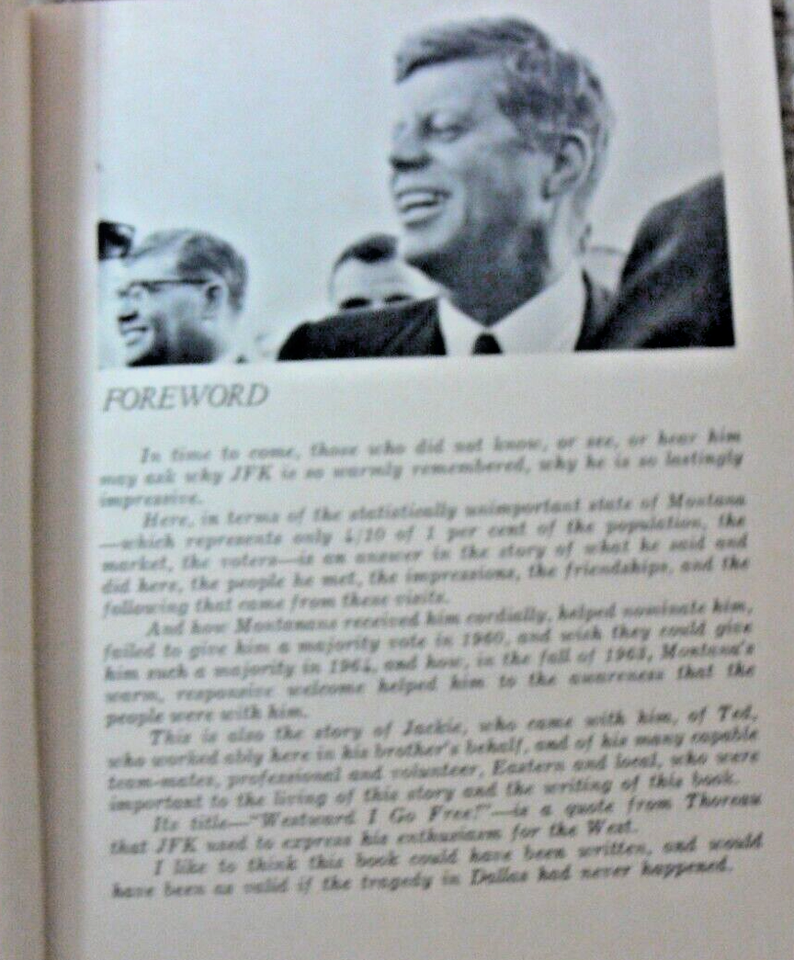 FOREWORD
In time to come, those who did not know, or see, or hear him
may ask why JFK is so warmly remembered, why he is so lastingly
impressive.
Here, in terms of the statistically unimportant state of Montana
—which represents only 4/10 of 1 per cent of the population, the
market, the voters—is an answer in the story of what he said and
did here, the people he met, the impressions, the friendships, and the
following that came from these visits.
And how Montanans received him cordially, helped nominate him,
failed to give him a majority vote in 1960, and wish they could give
him such a majority in 1964, and how, in the fall of 1963, Montana's
warm, responsive welcome helped him to the awareness that the
people were with him.
This is also the story of Jackie, who came with him, of Ted,
who worked ably here in his brother's behalf, and of his many capable
team-mates, professional and volunteer, Eastern and local, who were
important to the living of this story and the writing of this book.
Its title—"Westward I Go Free!"—is a quote from Thoreau
that JFK used to express his enthusiasm for the West.
I like to think this book could have been written, and would
have been as valid if the tragedy in Dallas had never happened.